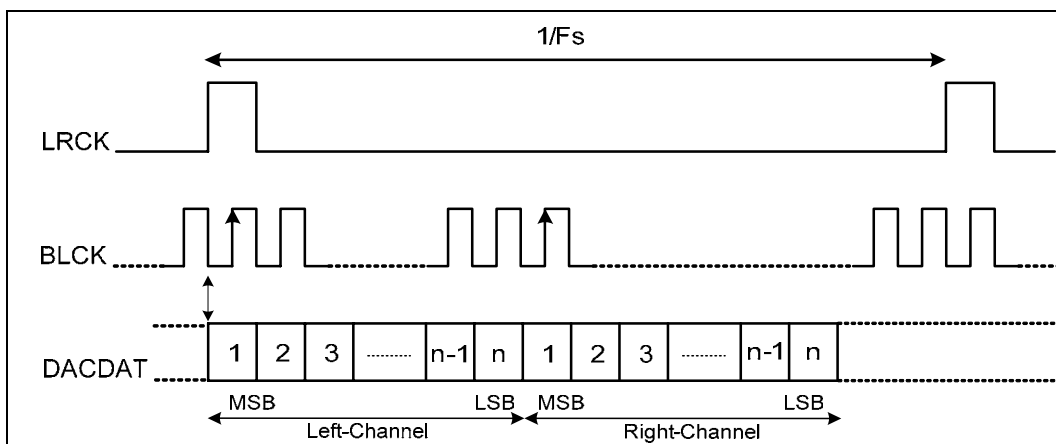 1/Fs
LRCK
BLCK
DACDAT
1 2 3 ........ n-1 n 1 2 3 ........ n-1 n
MSB LSB MSB LSB
Left-Channel Right-Channel